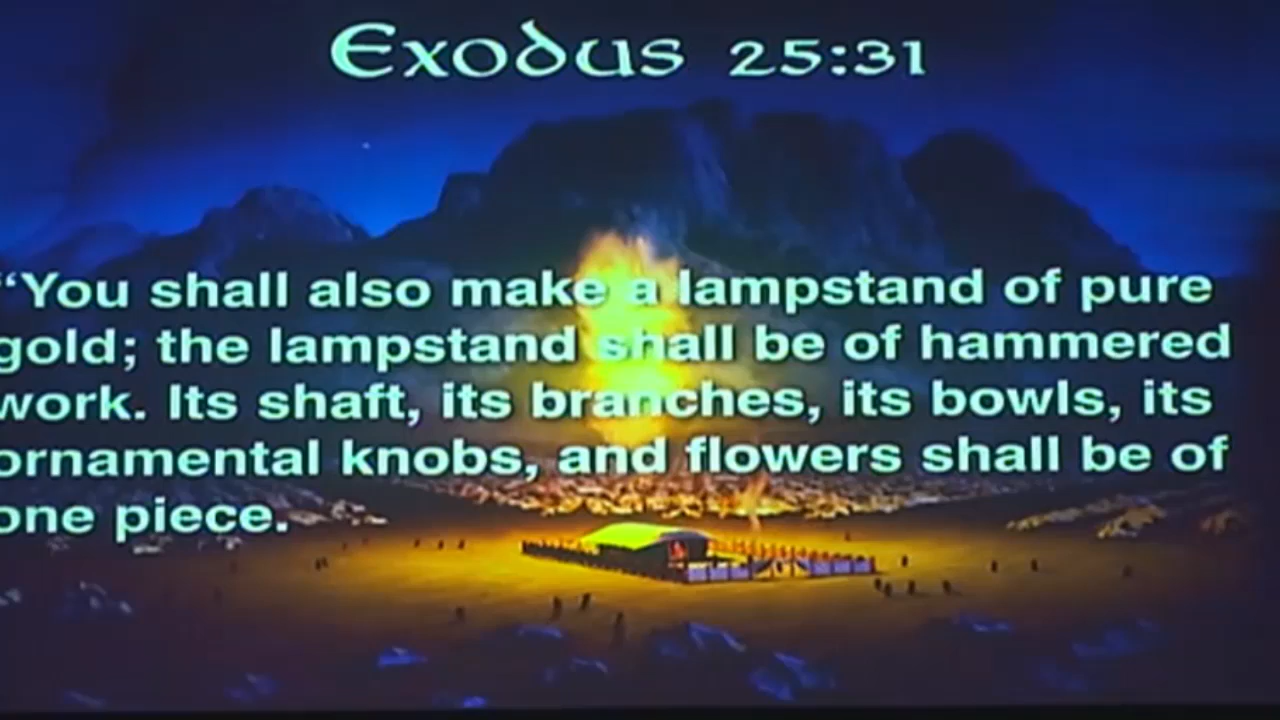 Exodus 25:31
“You shall also make a lampstand of pure
gold; the lampstand shall be of hammered
work. Its shaft, its branches, its bowls, its
ornamental knobs, and flowers shall be of
one piece.